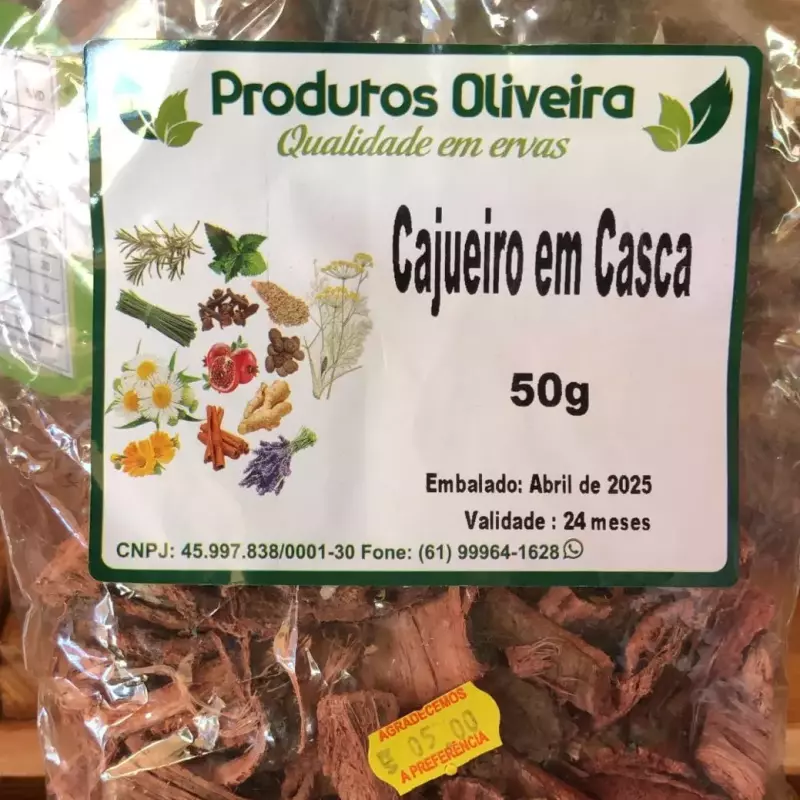 Produtos Oliveira
Qualidade em ervas
Cajueiro em Casca
50g
Embalado: Abril de 2025
Validade : 24 meses
CNPJ: 45.997.838/0001-30 Fone: (61) 99964-1628
AGRADECEMOS
05 00
A PREFERÊNCIA